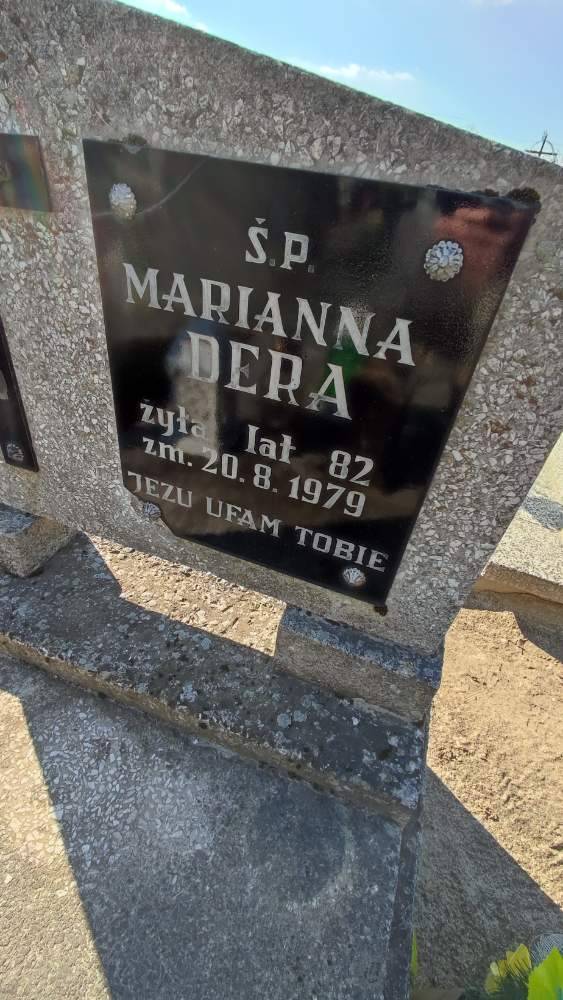 Ś.P.
MARIANNA
DERA
żyła lat 82
zm. 20.8.1979
JEZU UFAM TOBIE